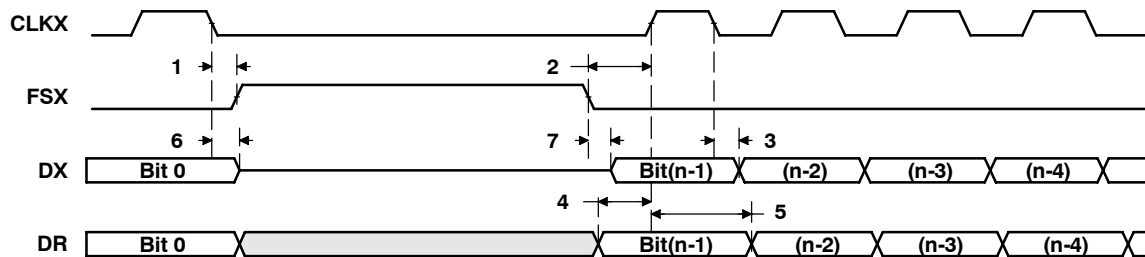 CLKX
1
2
FSX
6
7
3
DX
Bit 0
Bit(n-1)
(n-2)
(n-3)
(n-4)
4
5
DR
Bit 0
Bit(n-1)
(n-2)
(n-3)
(n-4)